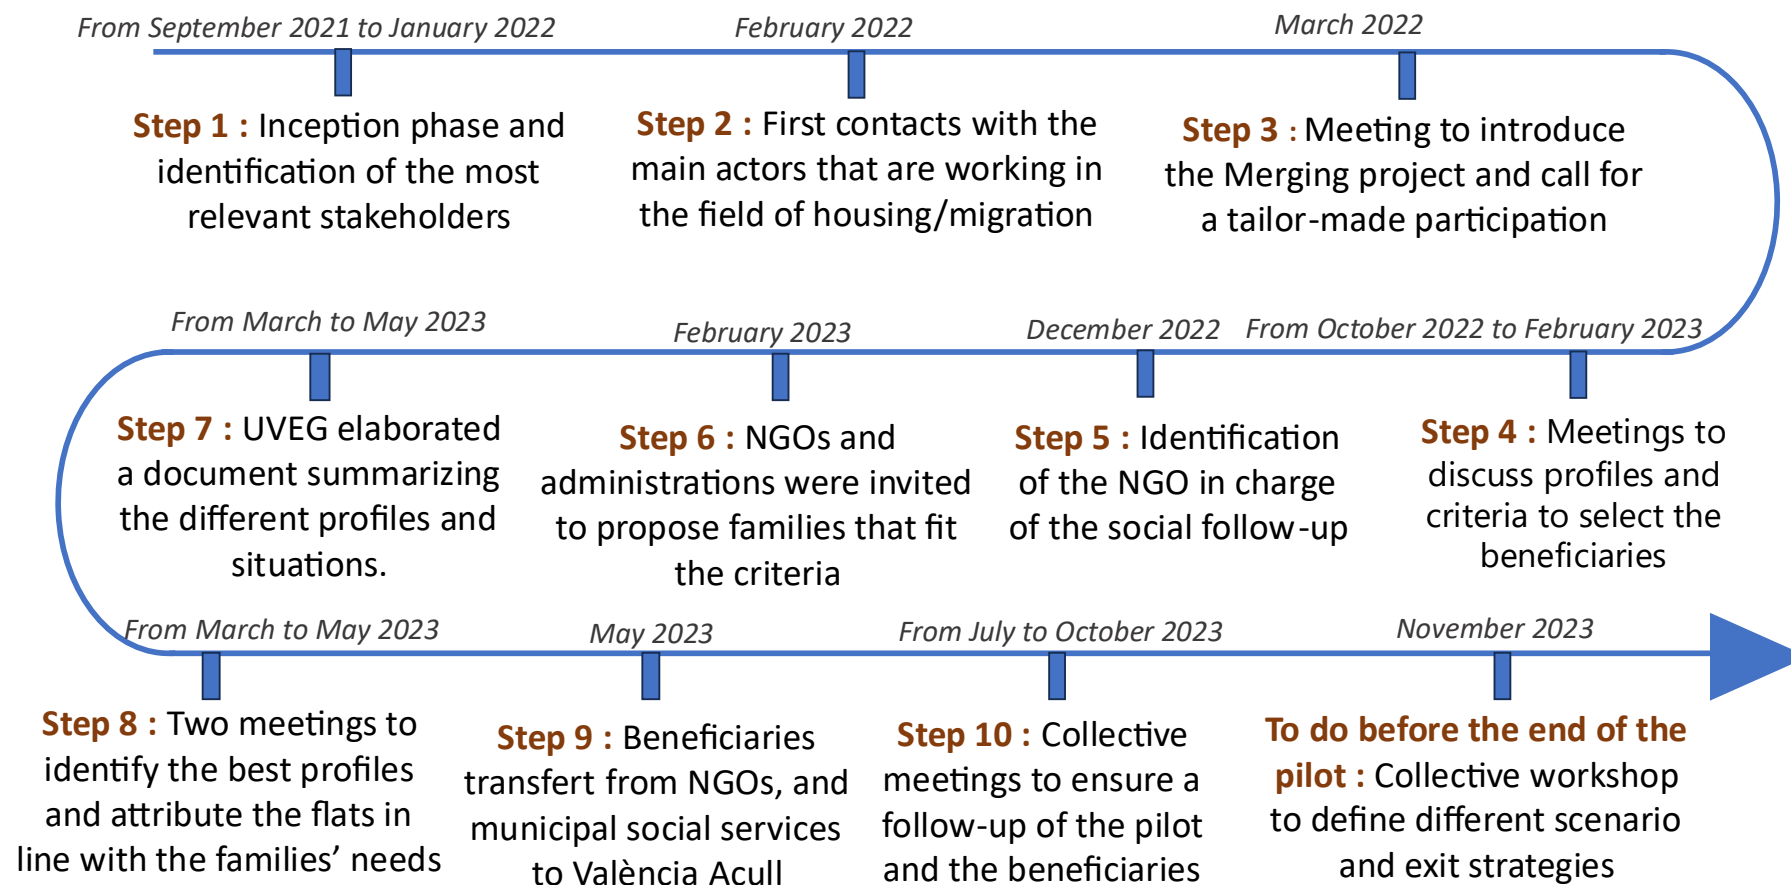 From September 2021 to January 2022
Step 1 : Inception phase and
identification of the most
relevant stakeholders
February 2022
Step 2 : First contacts with the
main actors that are working in
the field of housing/migration
March 2022
Step 3 : Meeting to introduce
the Merging project and call for
a tailor-made participation
From October 2022 to February 2023
Step 4 : Meetings to
discuss profiles and
criteria to select the
beneficiaries
December 2022
Step 5 : Identification
of the NGO in charge
of the social follow-up
February 2023
Step 6 : NGOs and
administrations were invited
to propose families that fit
the criteria
From March to May 2023
Step 7 : UVEG elaborated
a document summarizing
the different profiles and
situations.
From March to May 2023
Step 8 : Two meetings to
identify the best profiles
and attribute the flats in
line with the families’ needs
May 2023
Step 9 : Beneficiaries
transfert from NGOs, and
municipal social services
to València Acull
From July to October 2023
Step 10 : Collective
meetings to ensure a
follow-up of the pilot
and the beneficiaries
November 2023
To do before the end of the
pilot : Collective workshop
to define different scenario
and exit strategies